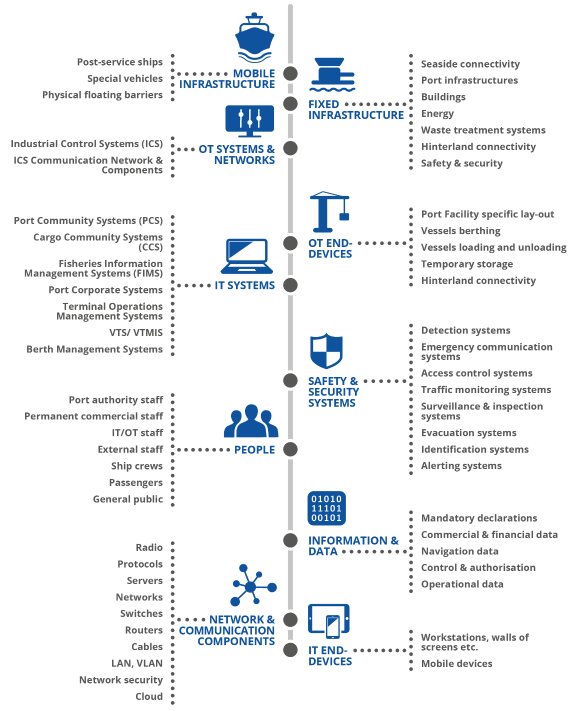 Post-service ships
Special vehicles
Physical floating barriers
MOBILE
INFRASTRUCTURE
FIXED
INFRASTRUCTURE
Seaside connectivity
Port infrastructures
Buildings
Energy
Waste treatment systems
Hinterland connectivity
Safety & security
Industrial Control Systems (ICS)
ICS Communication Network &
Components
OT SYSTEMS &
NETWORKS
OT END-
DEVICES
Port Facility specific lay-out
Vessels berthing
Vessels loading and unloading
Temporary storage
Hinterland connectivity
Port Community Systems (PCS)
Cargo Community Systems
(CCS)
Fisheries Information
Management Systems (FIMS)
Port Corporate Systems
Terminal Operations
Management Systems
VTS/ VTMIS
Berth Management Systems
IT SYSTEMS
SAFETY &
SECURITY
SYSTEMS
Detection systems
Emergency communication
systems
Access control systems
Traffic monitoring systems
Surveillance & inspection
systems
Evacuation systems
Identification systems
Alerting systems
Port authority staff
Permanent commercial staff
IT/OT staff
External staff
Ship crews
Passengers
General public
PEOPLE
01010
11101
00101
INFORMATION &
DATA
Mandatory declarations
Commercial & financial data
Navigation data
Control & authorisation
Operational data
Radio
Protocols
Servers
Networks
Switches
Routers
Cables
LAN, VLAN
Network security
Cloud
NETWORK &
COMMUNICATION
COMPONENTS
IT END-
DEVICES
Workstations, walls of
screens etc.
Mobile devices